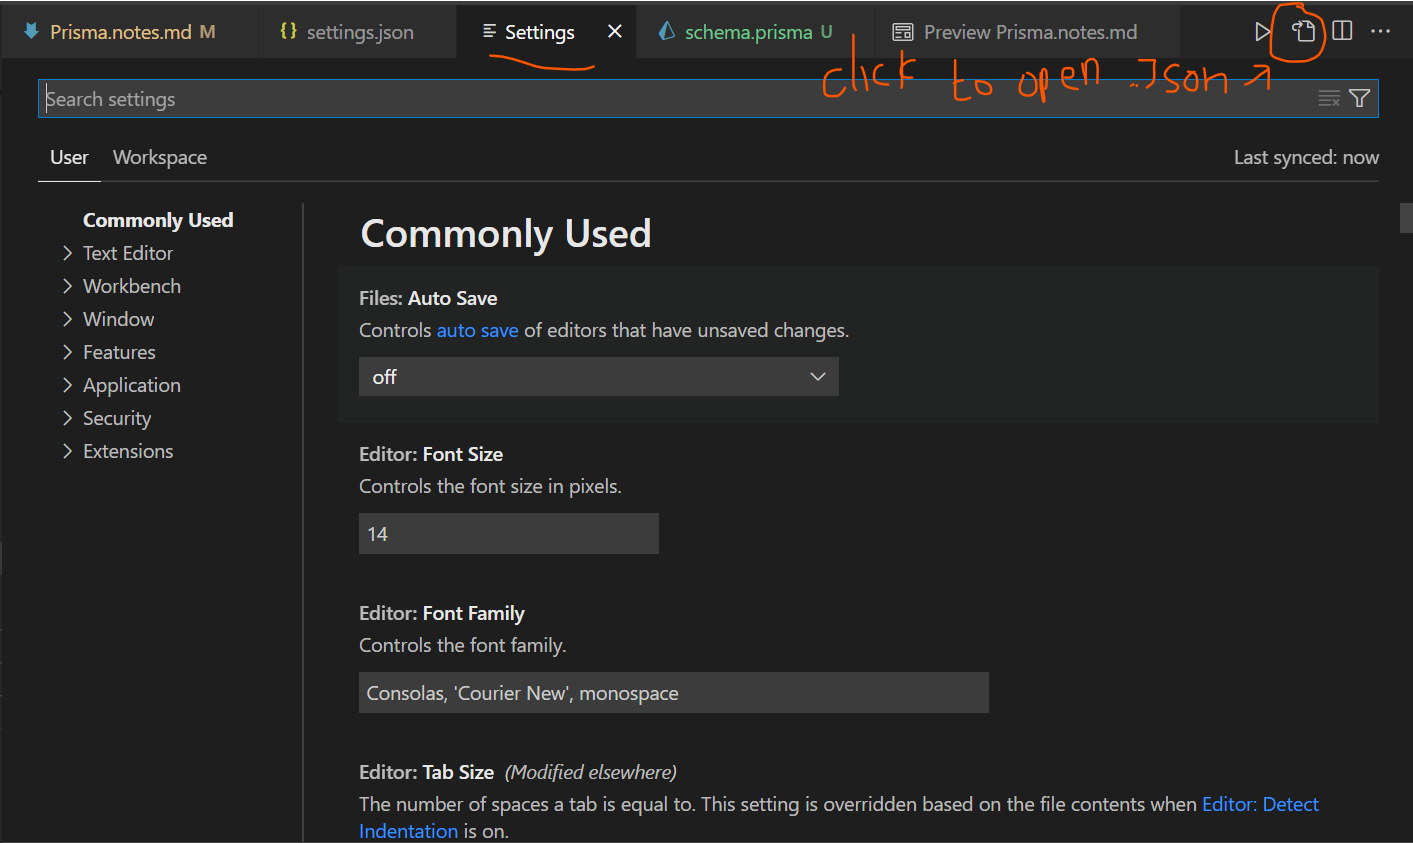 Prisma.notes.md M
{} settings.json
Settings
schema.prisma U
Preview Prisma.notes.md
click to open .Json
Search settings
User Workspace
Last synced: now
Commonly Used
Text Editor
Workbench
Window
Features
Application
Security
Extensions
Commonly Used
Files: Auto Save
Controls auto save of editors that have unsaved changes.
off
Editor: Font Size
Controls the font size in pixels.
14
Editor: Font Family
Controls the font family.
Consolas, 'Courier New', monospace
Editor: Tab Size (Modified elsewhere)
The number of spaces a tab is equal to. This setting is overridden based on the file contents when Editor: Detect
Indentation is on.